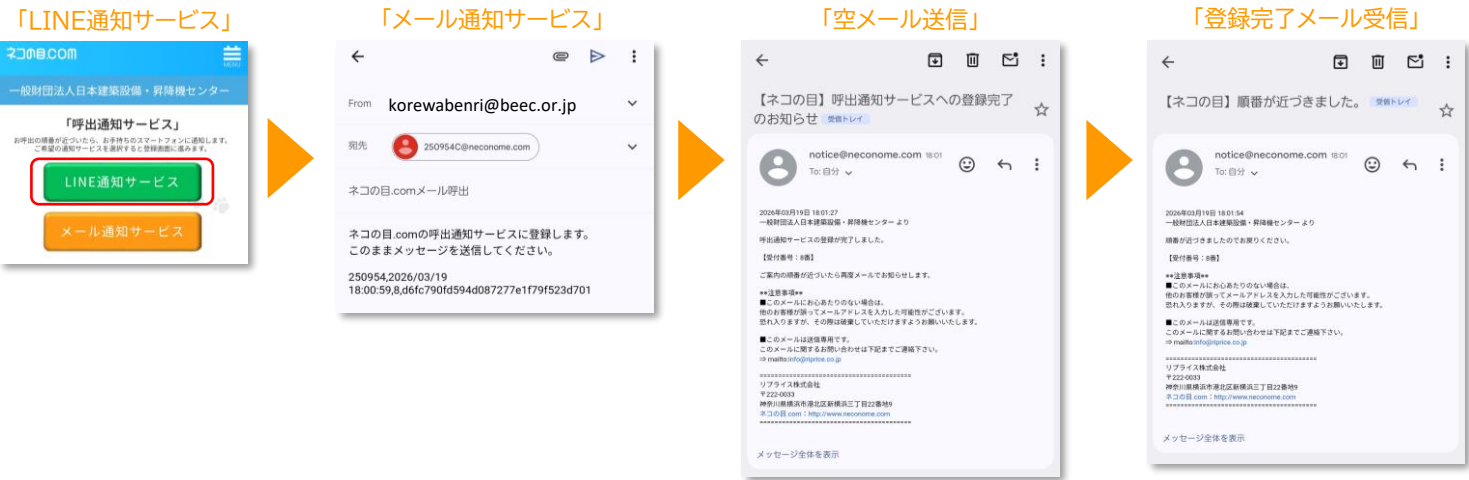 「LINE通知サービス」
ネコの目.com
MENU
一般財団法人日本建築設備・昇降機センター
「呼出通知サービス」
お呼出の順番が近づいたら、お手持ちのスマートフォンに通知します。
ご希望の通知サービスを選択すると登録画面に進みます。
LINE通知サービス
メール通知サービス
「メール通知サービス」
From korewabenri@beec.or.jp
宛先 250954C@neconome.com
ネコの目.comメール呼出
ネコの目.comの呼出通知サービスに登録します。
このままメッセージを送信してください。
250954,2026/03/19
18:00:59,8,d6fc790fd594d087277e1f79f523d701
「空メール送信」
【ネコの目】呼出通知サービスへの登録完了
のお知らせ 受信トレイ
notice@neconome.com 18:01
To: 自分
2026年03月19日 18:01:27
一般財団法人日本建築設備・昇降機センター より
呼出通知サービスの登録が完了しました。
【受付番号：8番】
ご案内の順番が近づいたら再度メールでお知らせします。
**注意事項**
■このメールにお心あたりのない場合は、
他のお客様が誤ってメールアドレスを入力した可能性がございます。
恐れ入りますが、その際は破棄していただけますようお願いいたします。
■このメールは送信専用です。
このメールに関するお問い合わせは下記までご連絡下さい。
⇒ mailto:info@riprice.co.jp
========================================
リプライス株式会社
〒222-0033
神奈川県横浜市港北区新横浜三丁目22番地9
ネコの目.com：http://www.neconome.com
========================================
メッセージ全体を表示
「登録完了メール受信」
【ネコの目】順番が近づきました。 受信トレイ
notice@neconome.com 18:01
To: 自分
2026年03月19日 18:01:54
一般財団法人日本建築設備・昇降機センター より
順番が近づきましたのでお戻りください。
【受付番号：8番】
**注意事項**
■このメールにお心あたりのない場合は、
他のお客様が誤ってメールアドレスを入力した可能性がございます。
恐れ入りますが、その際は破棄していただけますようお願いいたします。
■このメールは送信専用です。
このメールに関するお問い合わせは下記までご連絡下さい。
⇒ mailto:info@riprice.co.jp
========================================
リプライス株式会社
〒222-0033
神奈川県横浜市港北区新横浜三丁目22番地9
ネコの目.com：http://www.neconome.com
========================================
メッセージ全体を表示